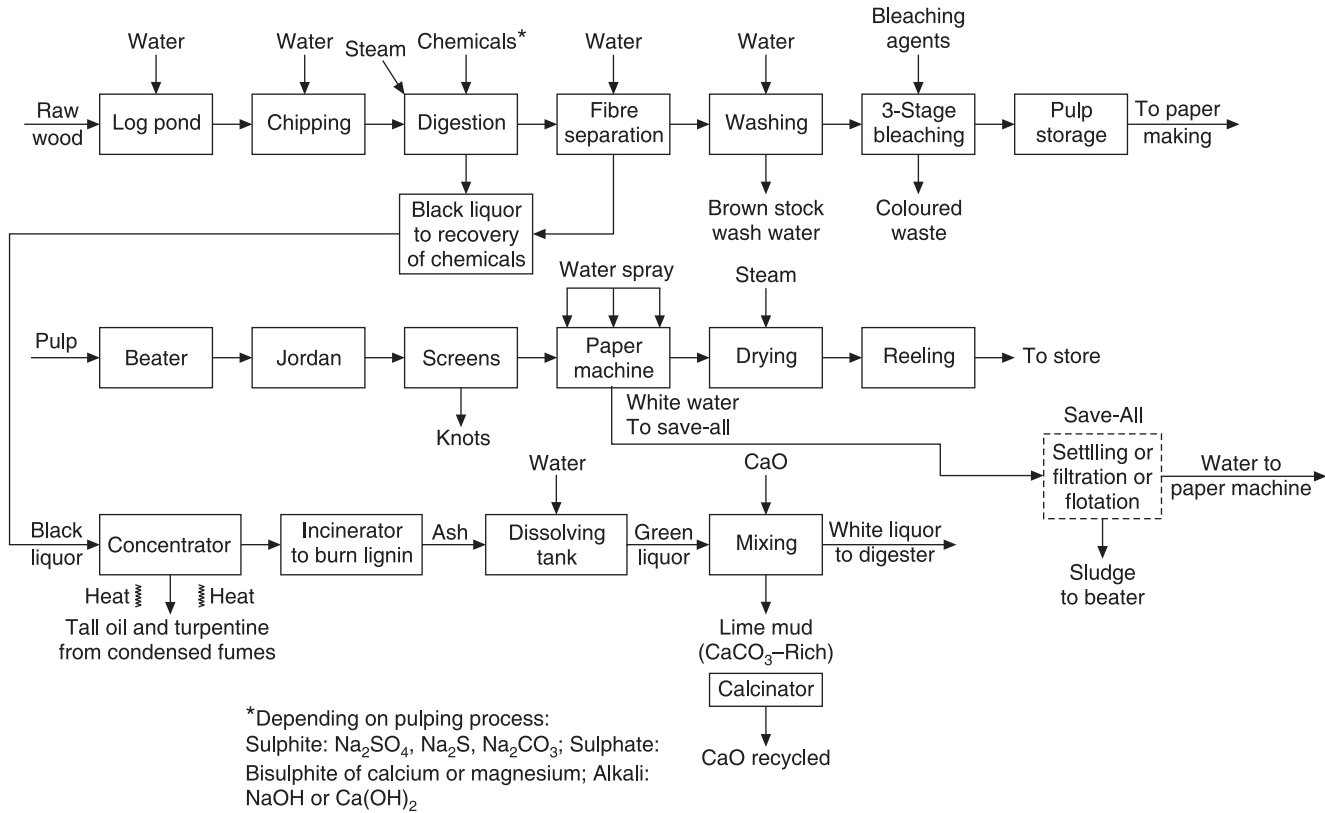 Water
Water
Steam
Chemicals*
Water
Water
Bleaching
agents
Raw
wood
Log pond
Chipping
Digestion
Fibre
separation
Washing
3-Stage
bleaching
Pulp
storage
To paper
making
Black liquor
to recovery
of chemicals
Brown stock
wash water
Coloured
waste
Water spray
Steam
Pulp
Beater
Jordan
Screens
Paper
machine
Drying
Reeling
To store
Knots
White water
To save-all
Save-All
Settlling or
filtration or
flotation
Water to
paper machine
Sludge
to beater
Water
CaO
Black
liquor
Concentrator
Incinerator
to burn lignin
Ash
Dissolving
tank
Green
liquor
Mixing
White liquor
to digester
Heat
Heat
Tall oil and turpentine
from condensed fumes
Lime mud
(CaCO₃–Rich)
Calcinator
CaO recycled
*Depending on pulping process:
Sulphite: Na₂SO₄, Na₂S, Na₂CO₃; Sulphate:
Bisulphite of calcium or magnesium; Alkali:
NaOH or Ca(OH)₂